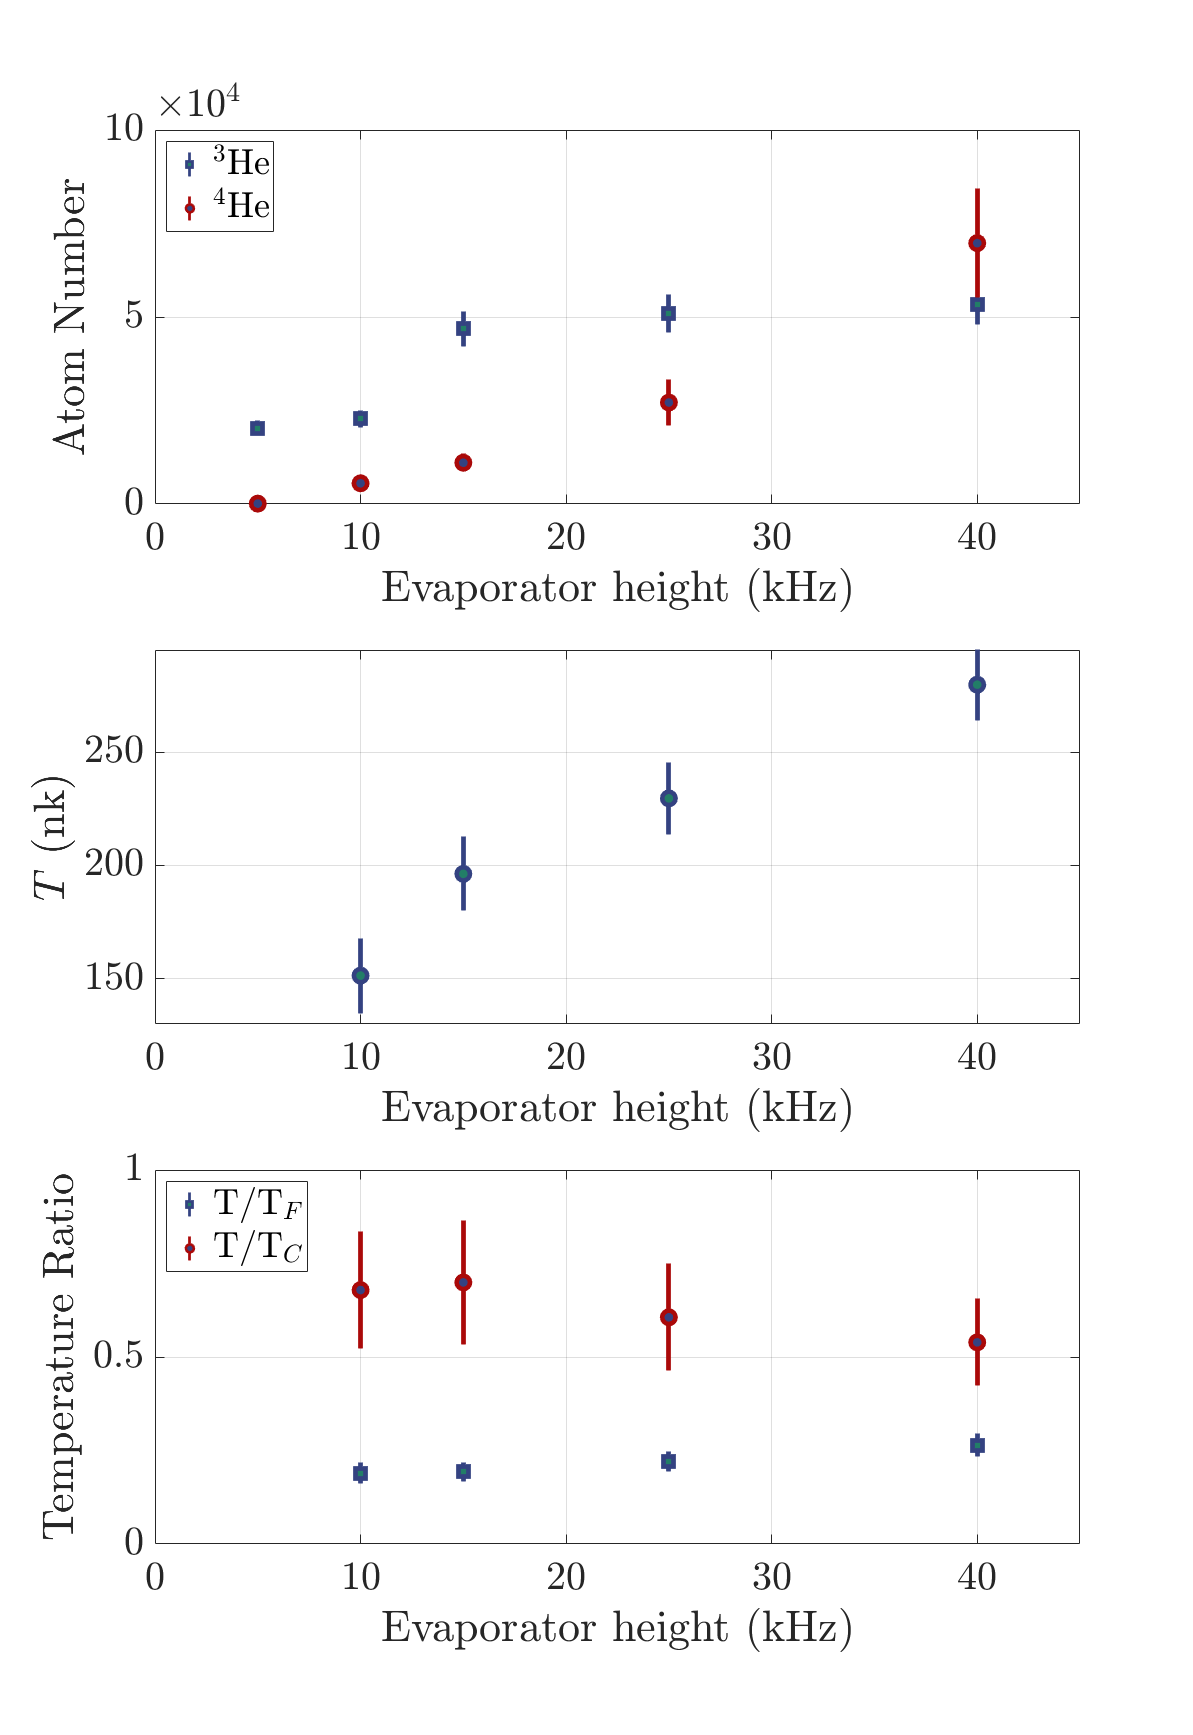 ×10⁴
10
5
0
Atom Number
³He
⁴He
0 10 20 30 40
Evaporator height (kHz)
250
200
150
T (nk)
0 10 20 30 40
Evaporator height (kHz)
1
0.5
0
Temperature Ratio
T/T_F
T/T_C
0 10 20 30 40
Evaporator height (kHz)